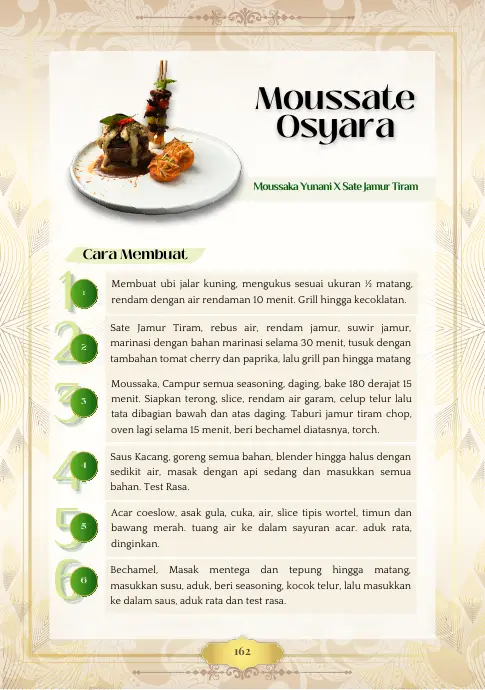 Moussate
Osyara
Moussaka Yunani X Sate Jamur Tiram
Cara Membuat
1
Membuat ubi jalar kuning, mengukus sesuai ukuran ½ matang,
rendam dengan air rendaman 10 menit. Grill hingga kecoklatan.
2
Sate Jamur Tiram, rebus air, rendam jamur, suwir jamur,
marinasi dengan bahan marinasi selama 30 menit, tusuk dengan
tambahan tomat cherry dan paprika, lalu grill pan hingga matang
3
Moussaka, Campur semua seasoning, daging, bake 180 derajat 15
menit. Siapkan terong, slice, rendam air garam, celup telur lalu
tata dibagian bawah dan atas daging. Taburi jamur tiram chop,
oven lagi selama 15 menit, beri bechamel diatasnya, torch.
4
Saus Kacang, goreng semua bahan, blender hingga halus dengan
sedikit air, masak dengan api sedang dan masukkan semua
bahan. Test Rasa.
5
Acar coeslow, asak gula, cuka, air, slice tipis wortel, timun dan
bawang merah. tuang air ke dalam sayuran acar. aduk rata,
dinginkan.
6
Bechamel, Masak mentega dan tepung hingga matang,
masukkan susu, aduk, beri seasoning, kocok telur, lalu masukkan
ke dalam saus, aduk rata dan test rasa.
162